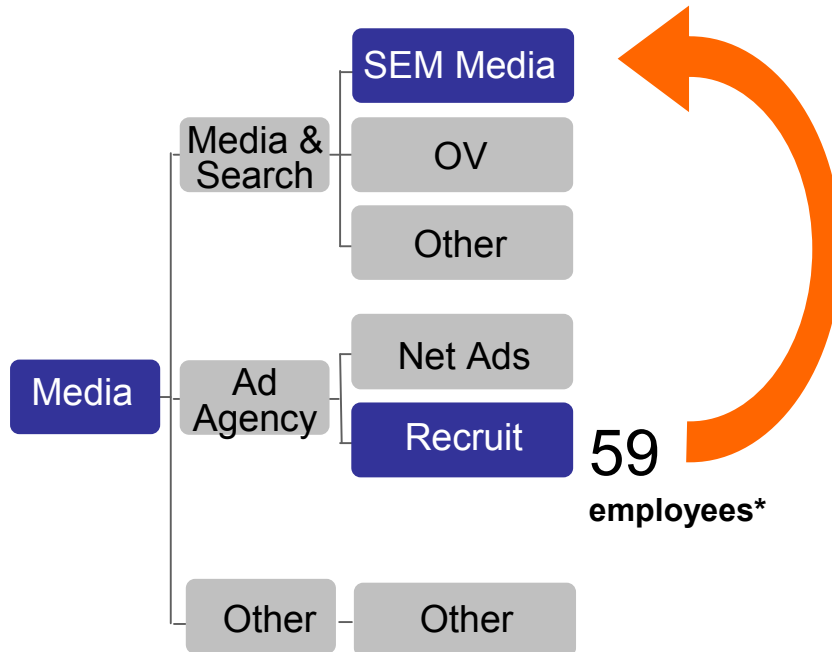 SEM Media
Media &
Search
OV
Other
Net Ads
Media
Ad
Agency
Recruit
59
employees*
Other
Other